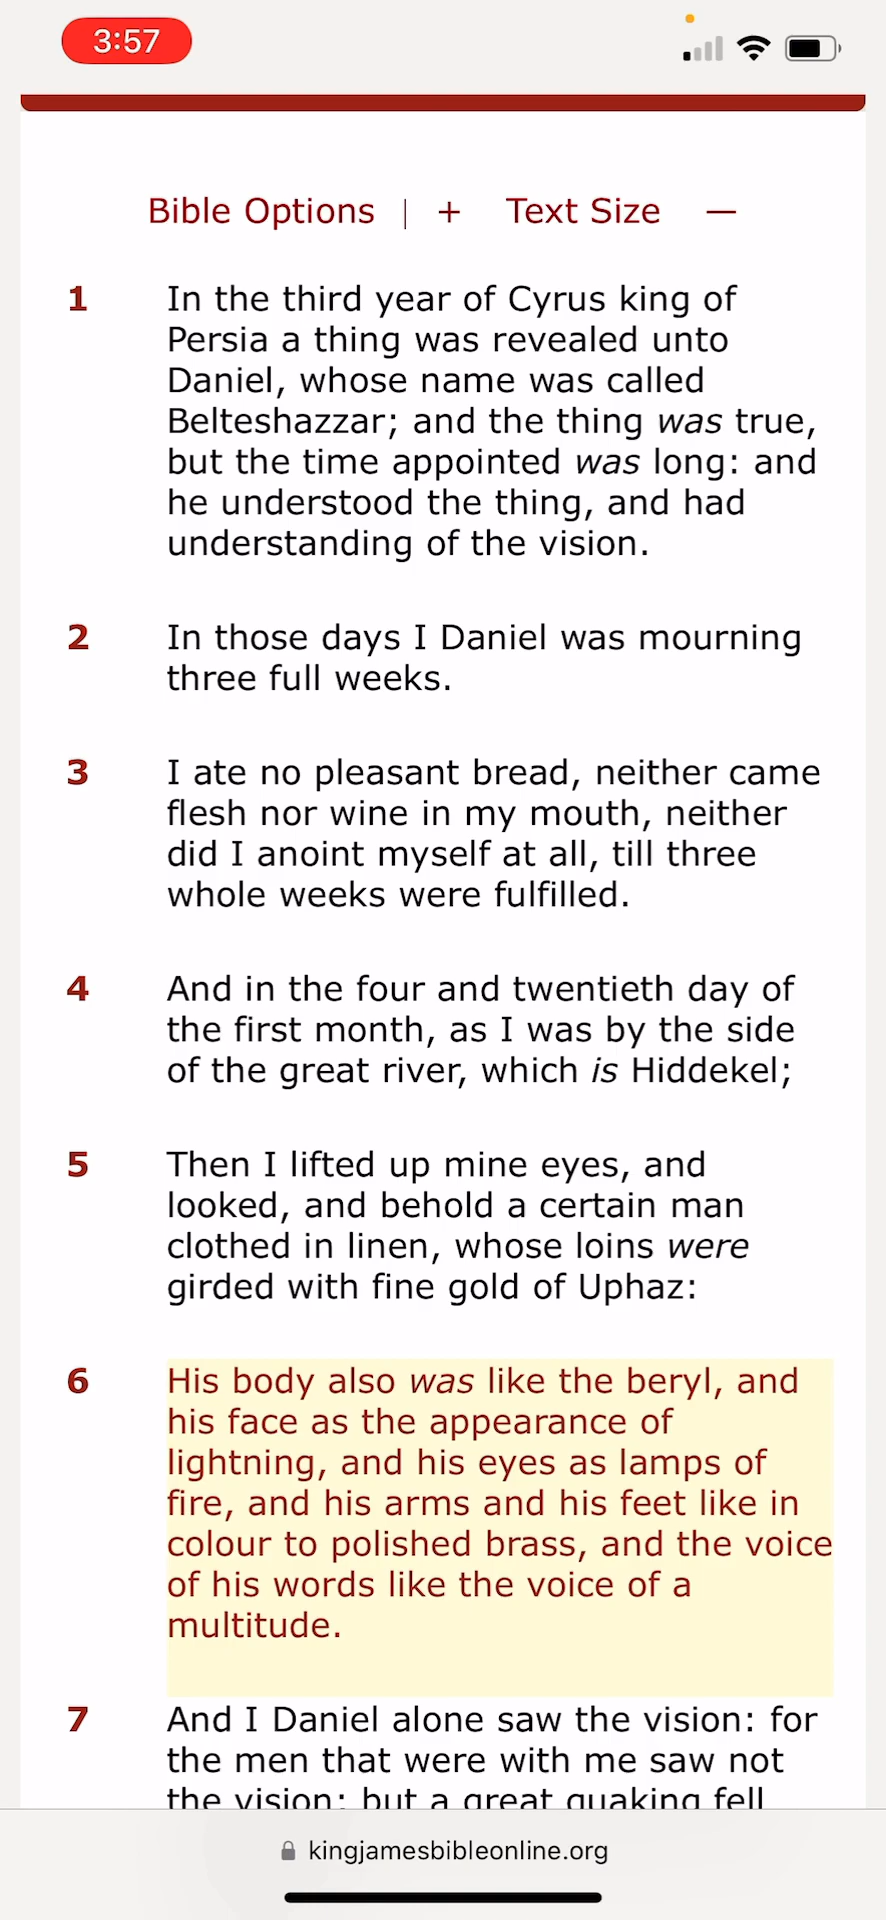 3:57
Bible Options | + Text Size —
1 In the third year of Cyrus king of
Persia a thing was revealed unto
Daniel, whose name was called
Belteshazzar; and the thing was true,
but the time appointed was long: and
he understood the thing, and had
understanding of the vision.
2 In those days I Daniel was mourning
three full weeks.
3 I ate no pleasant bread, neither came
flesh nor wine in my mouth, neither
did I anoint myself at all, till three
whole weeks were fulfilled.
4 And in the four and twentieth day of
the first month, as I was by the side
of the great river, which is Hiddekel;
5 Then I lifted up mine eyes, and
looked, and behold a certain man
clothed in linen, whose loins were
girded with fine gold of Uphaz:
6 His body also was like the beryl, and
his face as the appearance of
lightning, and his eyes as lamps of
fire, and his arms and his feet like in
colour to polished brass, and the voice
of his words like the voice of a
multitude.
7 And I Daniel alone saw the vision: for
the men that were with me saw not
the vision; but a great quaking fell
kingjamesbibleonline.org